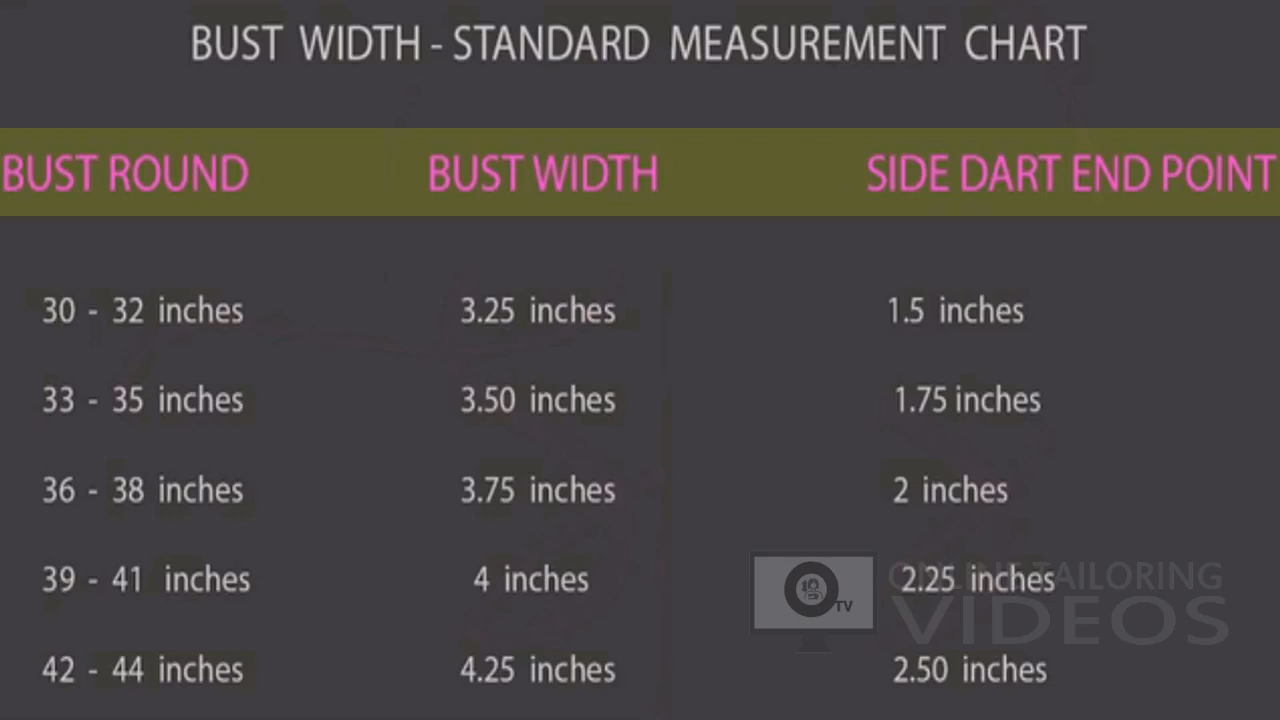 BUST WIDTH - STANDARD MEASUREMENT CHART
BUST ROUND BUST WIDTH SIDE DART END POINT
30 - 32 inches 3.25 inches 1.5 inches
33 - 35 inches 3.50 inches 1.75 inches
36 - 38 inches 3.75 inches 2 inches
39 - 41 inches 4 inches 2.25 inches
TV
TAILORING
VIDEOS
42 - 44 inches 4.25 inches 2.50 inches